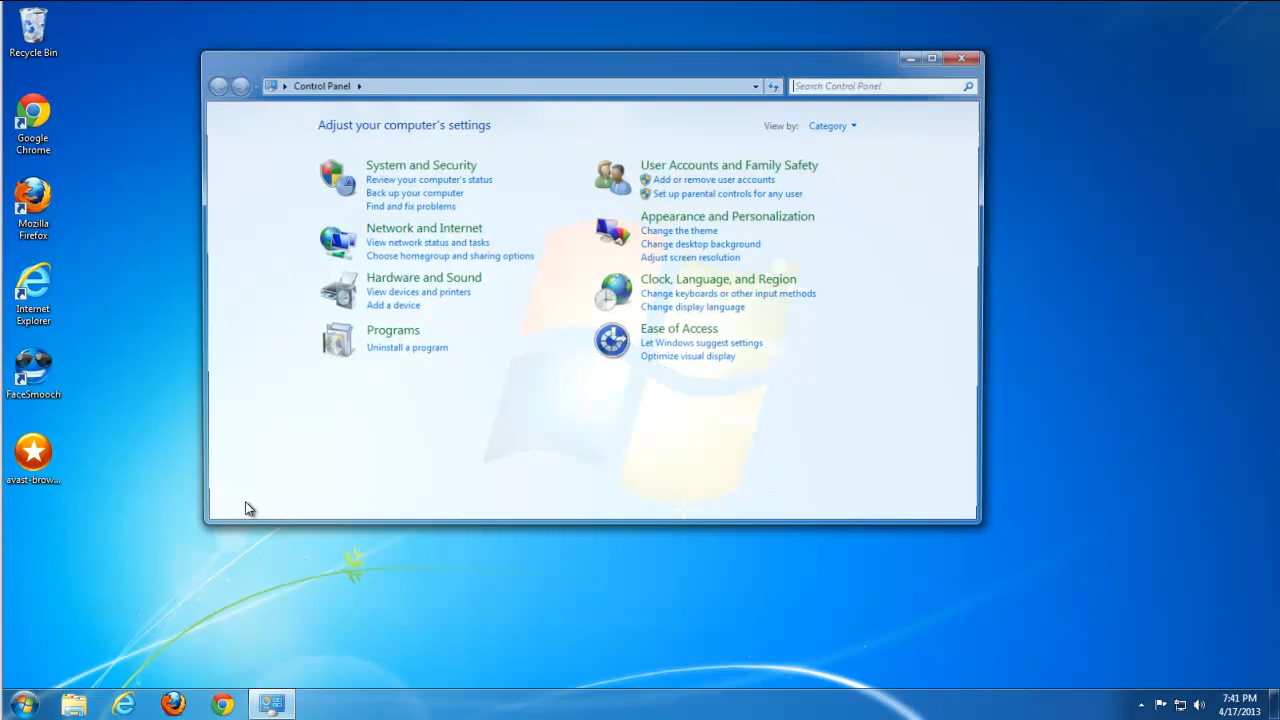 Recycle Bin
Google
Chrome
Mozilla
Firefox
Internet
Explorer
FaceSmooch
avast-brow...
Control Panel
Search Control Panel
Adjust your computer's settings
View by: Category
System and Security
Review your computer's status
Back up your computer
Find and fix problems
Network and Internet
View network status and tasks
Choose homegroup and sharing options
Hardware and Sound
View devices and printers
Add a device
Programs
Uninstall a program
User Accounts and Family Safety
Add or remove user accounts
Set up parental controls for any user
Appearance and Personalization
Change the theme
Change desktop background
Adjust screen resolution
Clock, Language, and Region
Change keyboards or other input methods
Change display language
Ease of Access
Let Windows suggest settings
Optimize visual display
7:41 PM
4/17/2013